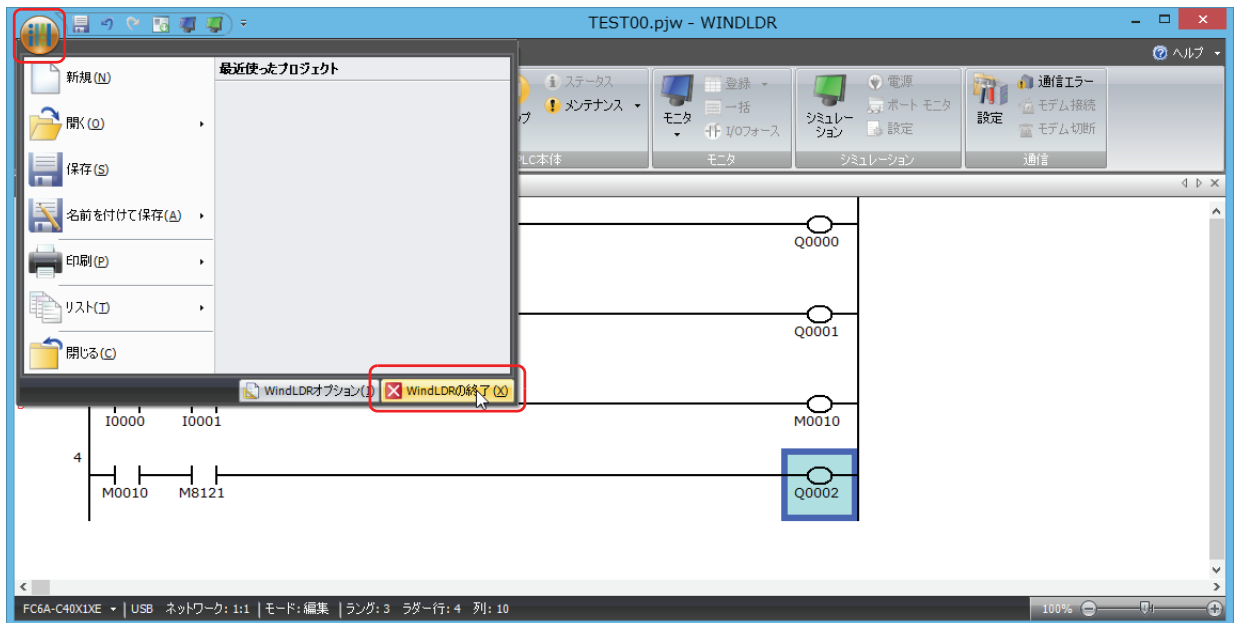 TEST00.pjw - WINDLDR
ヘルプ
新規(N)
開く(O)
保存(S)
名前を付けて保存(A)
印刷(P)
リスト(T)
閉じる(C)
最近使ったプロジェクト
WindLDRオプション(I)
WindLDRの終了(X)
ステータス
メンテナンス
プ
PLC本体
モニタ
登録
一括
I/Oフォース
モニタ
シミュレー
ション
電源
ポート モニタ
設定
シミュレーション
設定
通信エラー
モデム接続
モデム切断
通信
Q0000
Q0001
I0000 I0001 M0010
4
M0010 M8121 Q0002
FC6A-C40X1XE USB ネットワーク: 1:1 モード: 編集 ラング: 3 ラダー行: 4 列: 10
100%